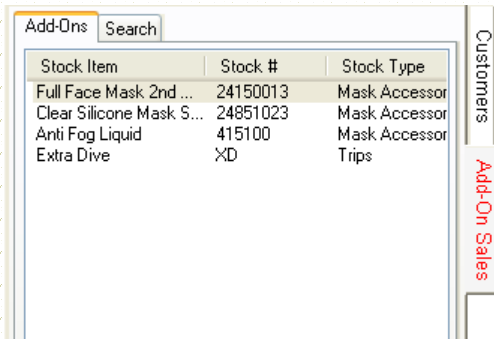 Add-Ons Search
Stock Item Stock # Stock Type
Full Face Mask 2nd ... 24150013 Mask Accessor
Clear Silicone Mask S... 24851023 Mask Accessor
Anti Fog Liquid 415100 Mask Accessor
Extra Dive XD Trips
Customers
Add-On Sales